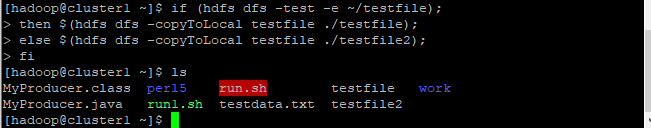 [hadoop@cluster1 ~]$ if (hdfs dfs -test -e ~/testfile);
> then $(hdfs dfs -copyToLocal testfile ./testfile);
> else $(hdfs dfs -copyToLocal testfile ./testfile2);
> fi
[hadoop@cluster1 ~]$ ls
MyProducer.class perl5 run.sh testfile work
MyProducer.java run1.sh testdata.txt testfile2
[hadoop@cluster1 ~]$